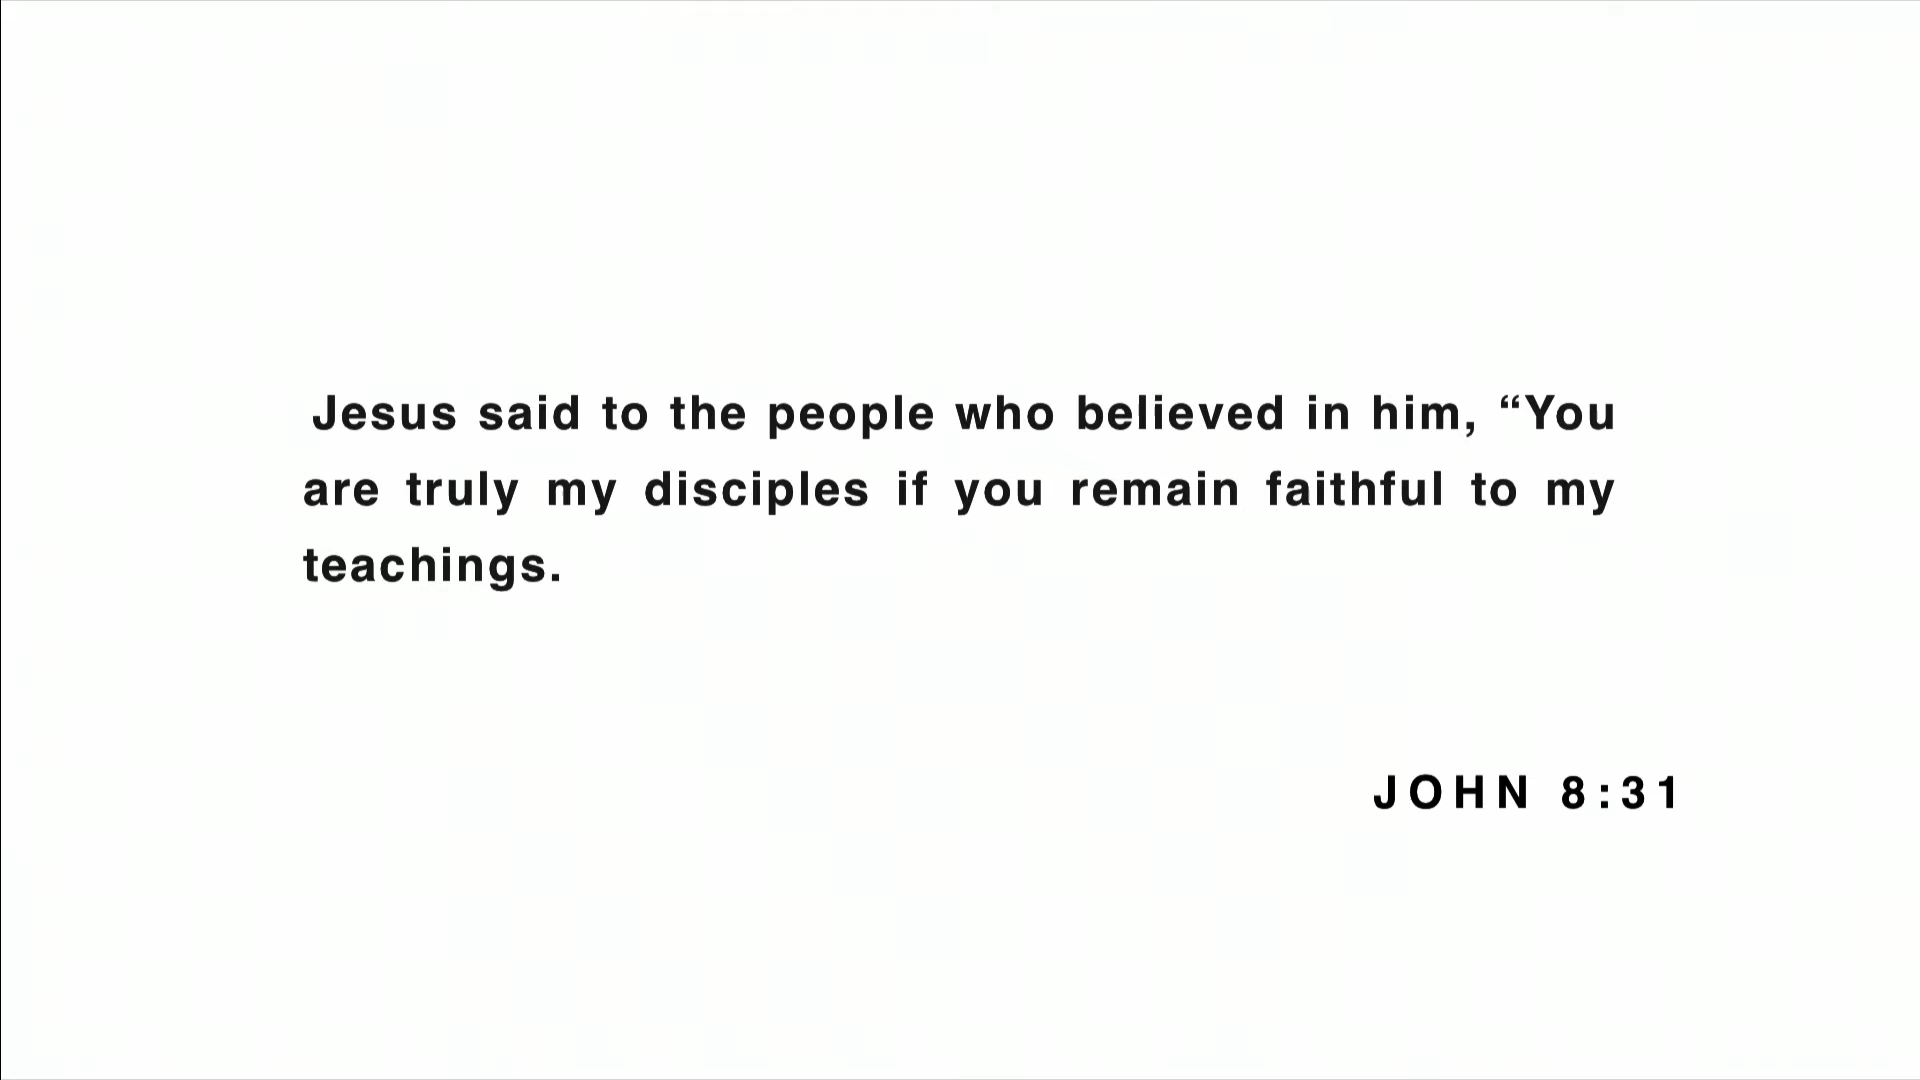 Jesus said to the people who believed in him, “You
are truly my disciples if you remain faithful to my
teachings.
JOHN 8:31